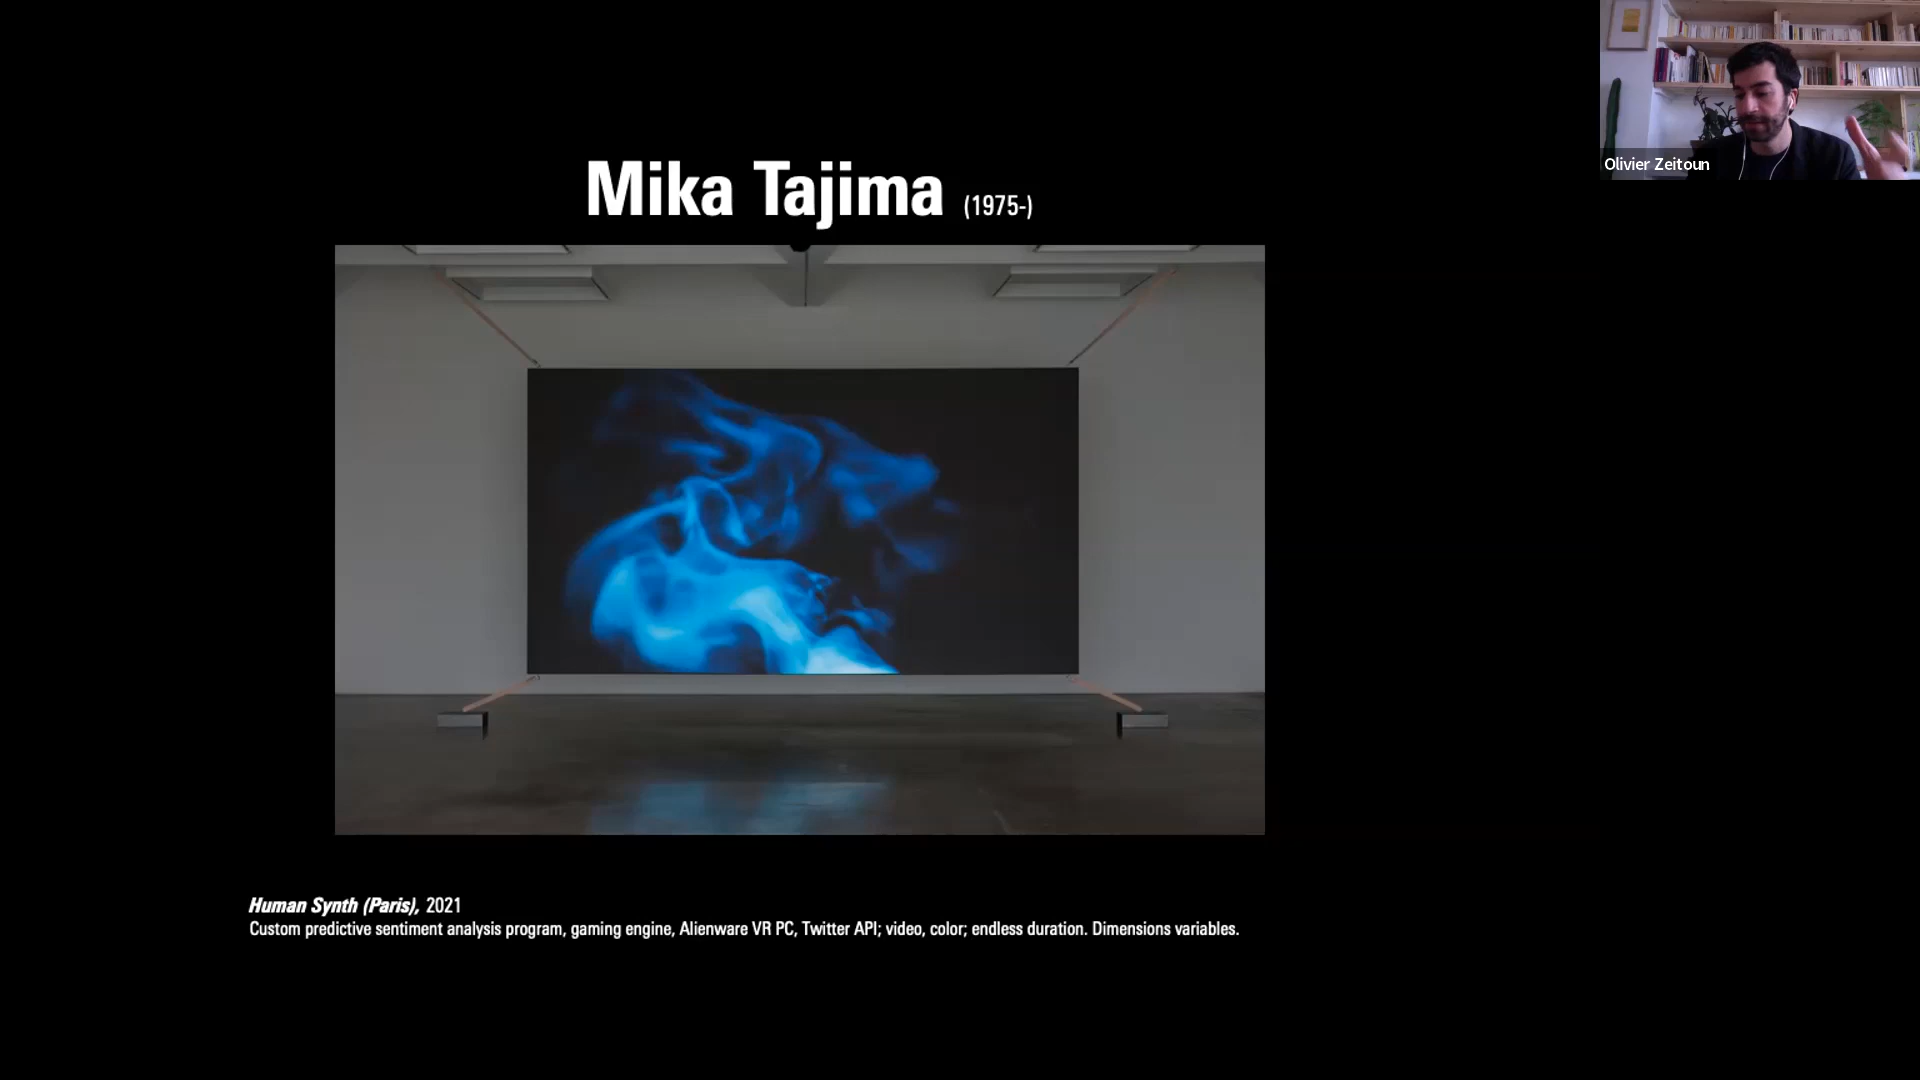 Mika Tajima (1975-)
Olivier Zeitoun
Human Synth (Paris), 2021
Custom predictive sentiment analysis program, gaming engine, Alienware VR PC, Twitter API; video, color; endless duration. Dimensions variables.